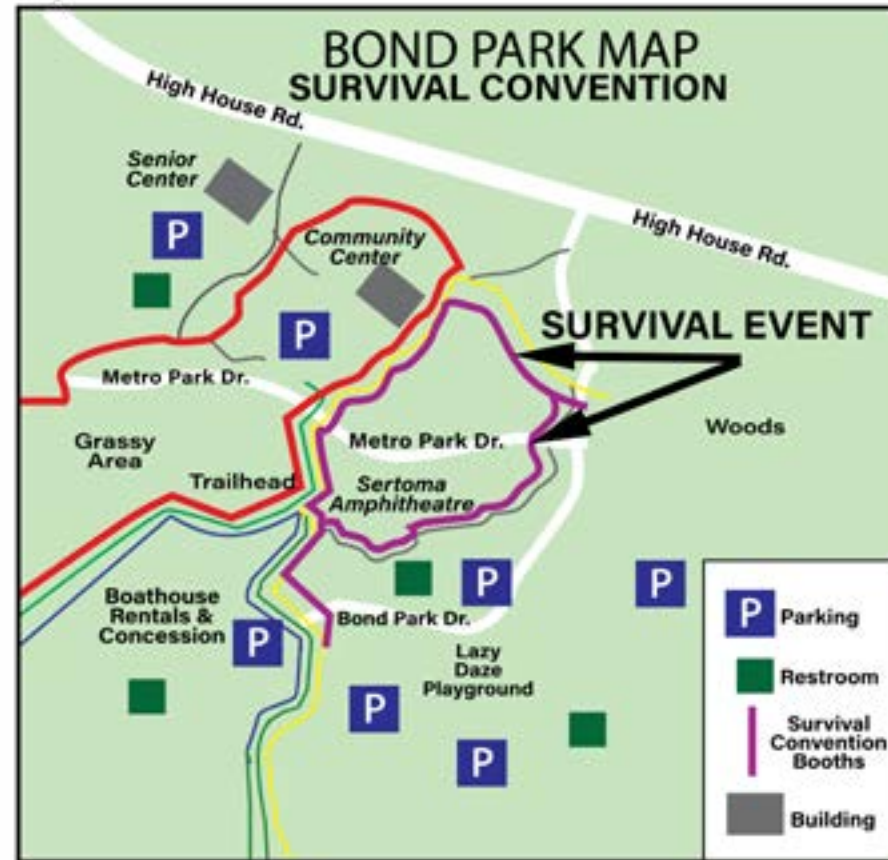 BOND PARK MAP
SURVIVAL CONVENTION
High House Rd.
Senior
Center
P
High House Rd.
Community
Center
P
SURVIVAL EVENT
Metro Park Dr.
Woods
Grassy
Area
Metro Park Dr.
Trailhead
Sertoma
Amphitheatre
P
P
Boathouse
Rentals &
Concession
P
Bond Park Dr.
Lazy
Daze
Playground
P
P
P
Parking
Restroom
Survival
Convention
Booths
Building